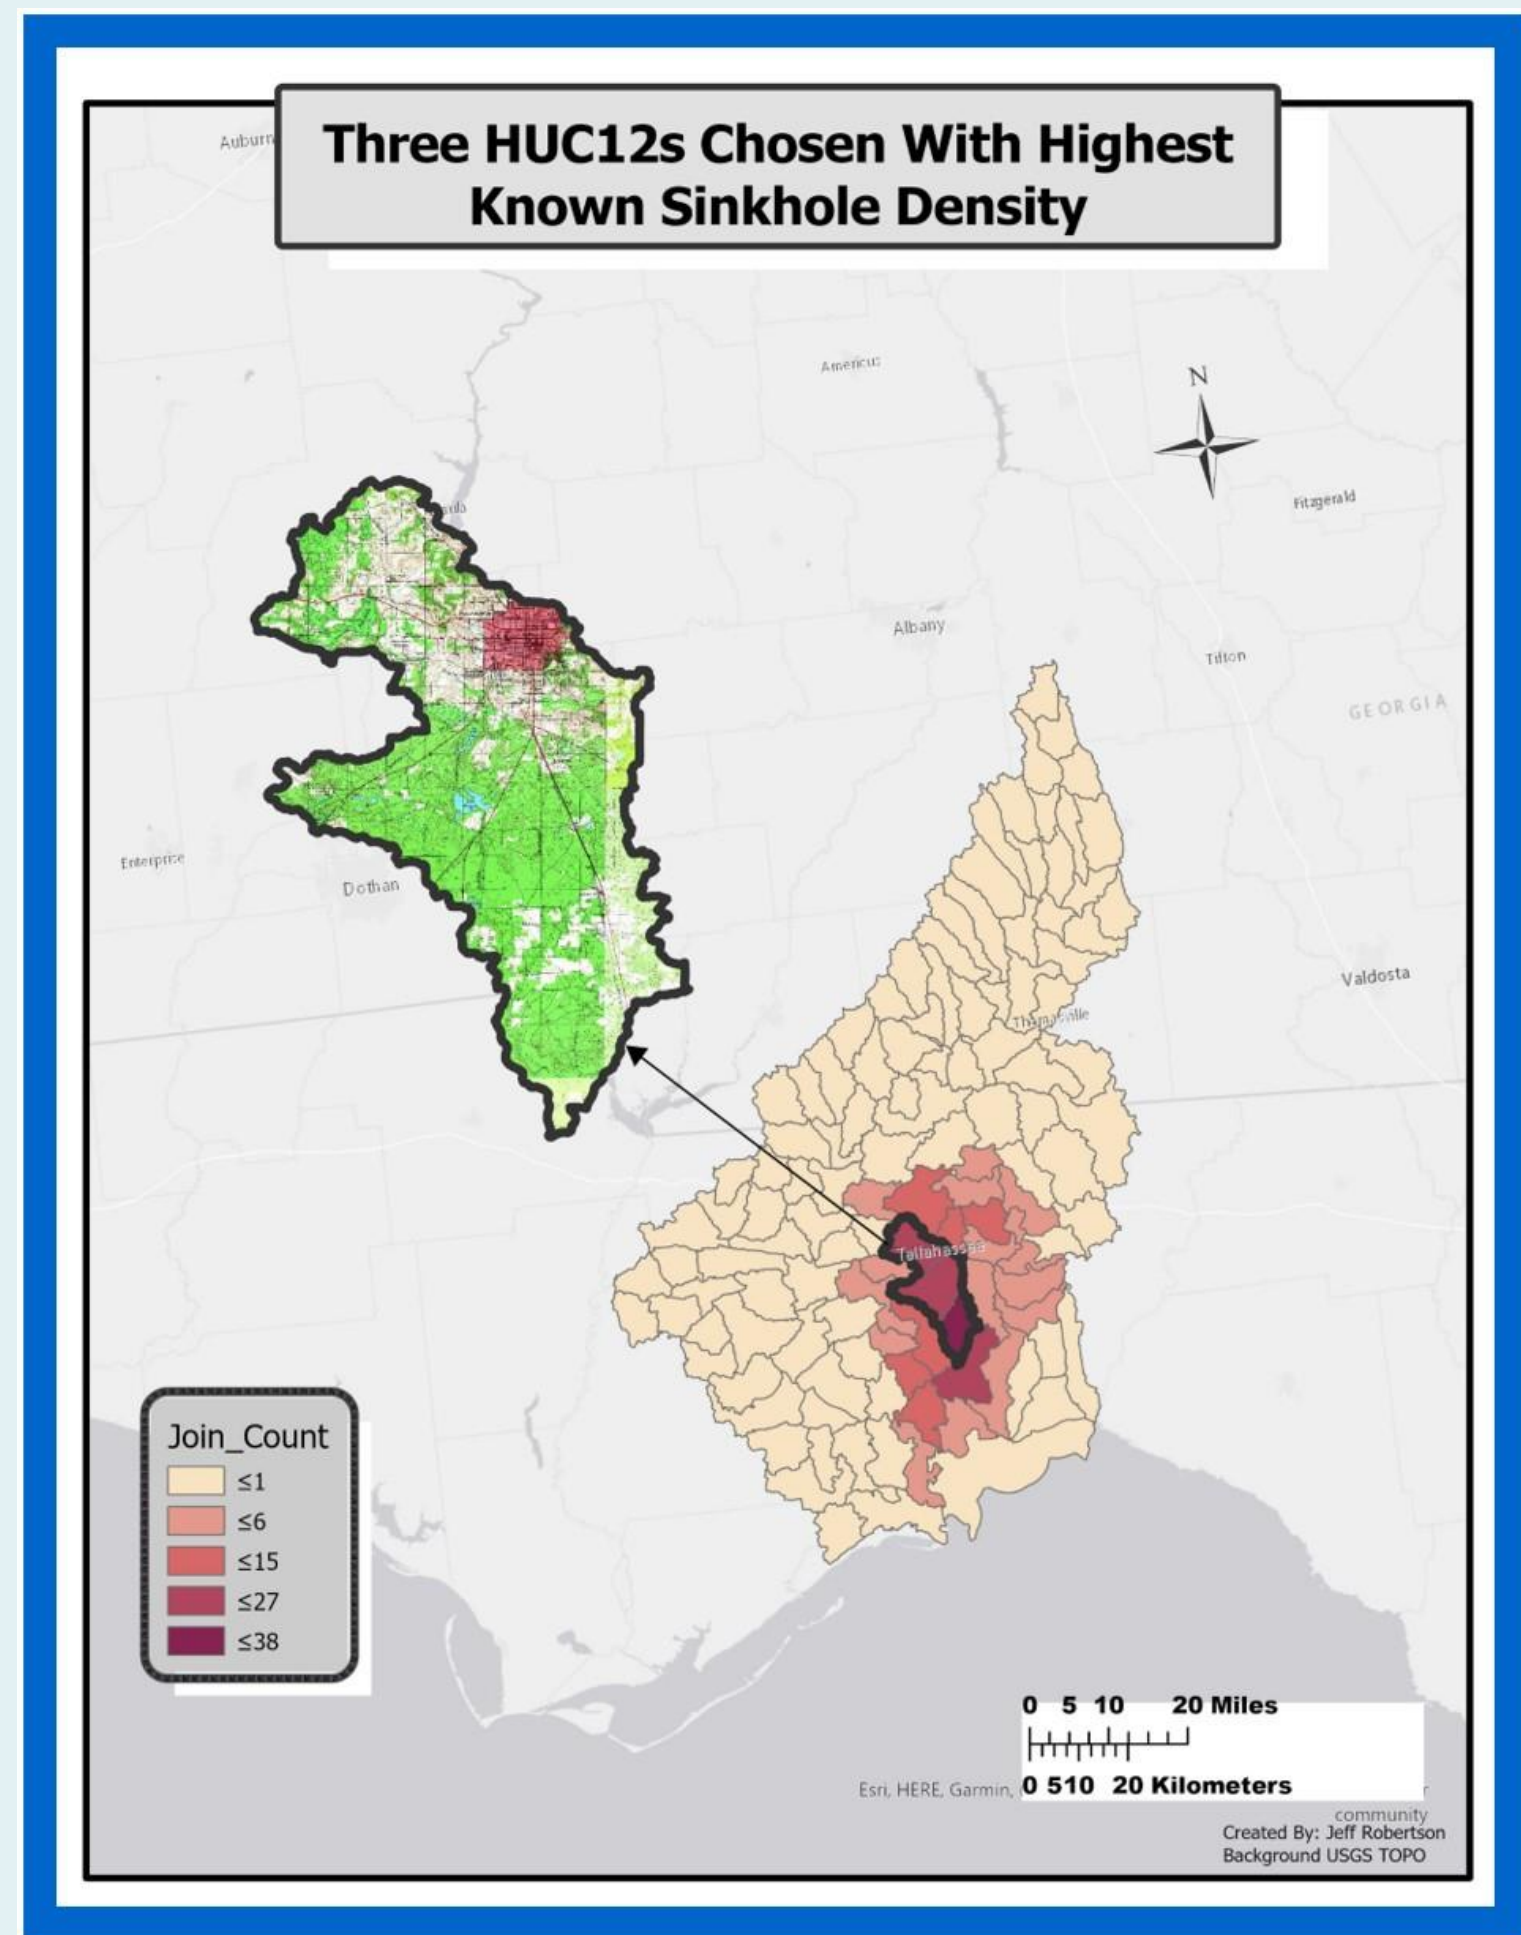 Auburn
Three HUC12s Chosen With Highest
Known Sinkhole Density
Americus
N
Fitzgerald
Albany
Tifton
GEORGIA
Enterprise
Dothan
Valdosta
Thomasville
Tallahassee
Join_Count
≤1
≤6
≤15
≤27
≤38
0 5 10 20 Miles
0 510 20 Kilometers
Esri, HERE, Garmin,
community
Created By: Jeff Robertson
Background USGS TOPO